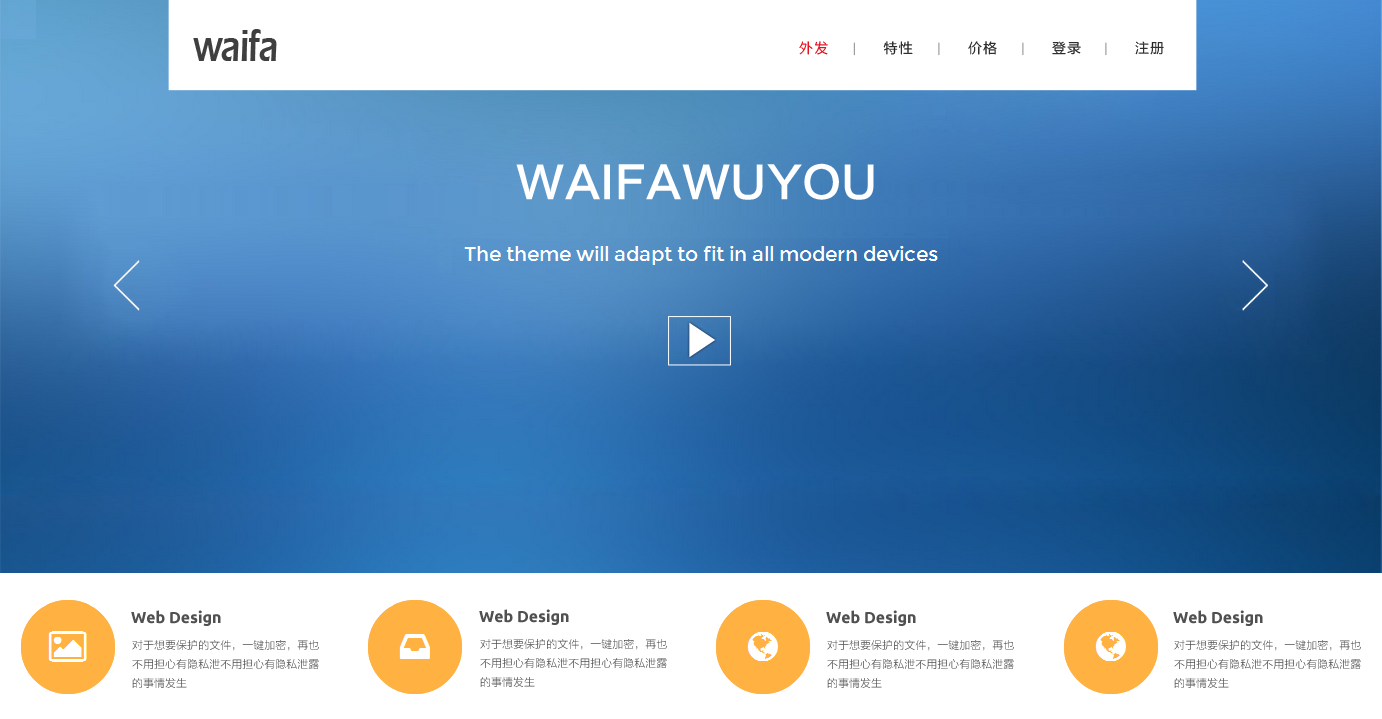 waifa
外发 | 特性 | 价格 | 登录 | 注册
WAIFAWUYOU
The theme will adapt to fit in all modern devices
Web Design
对于想要保护的文件，一键加密，再也
不用担心有隐私泄不用担心有隐私泄露
的事情发生
Web Design
对于想要保护的文件，一键加密，再也
不用担心有隐私泄不用担心有隐私泄露
的事情发生
Web Design
对于想要保护的文件，一键加密，再也
不用担心有隐私泄不用担心有隐私泄露
的事情发生
Web Design
对于想要保护的文件，一键加密，再也
不用担心有隐私泄不用担心有隐私泄露
的事情发生